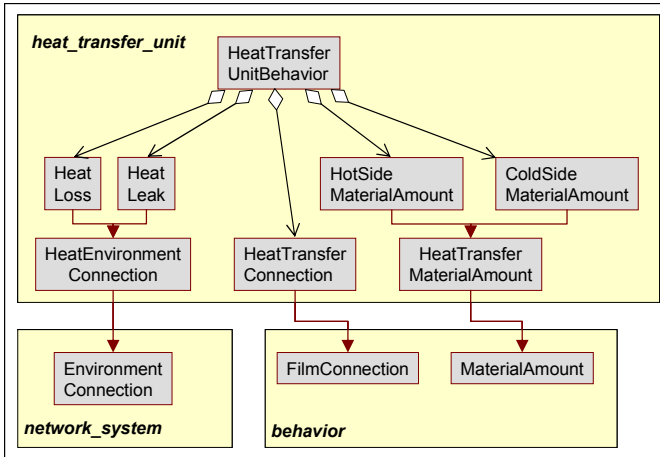 heat_transfer_unit
HeatTransfer
UnitBehavior
Heat
Loss
Heat
Leak
HotSide
MaterialAmount
ColdSide
MaterialAmount
HeatEnvironment
Connection
HeatTransfer
Connection
HeatTransfer
MaterialAmount
Environment
Connection
FilmConnection
MaterialAmount
network_system
behavior